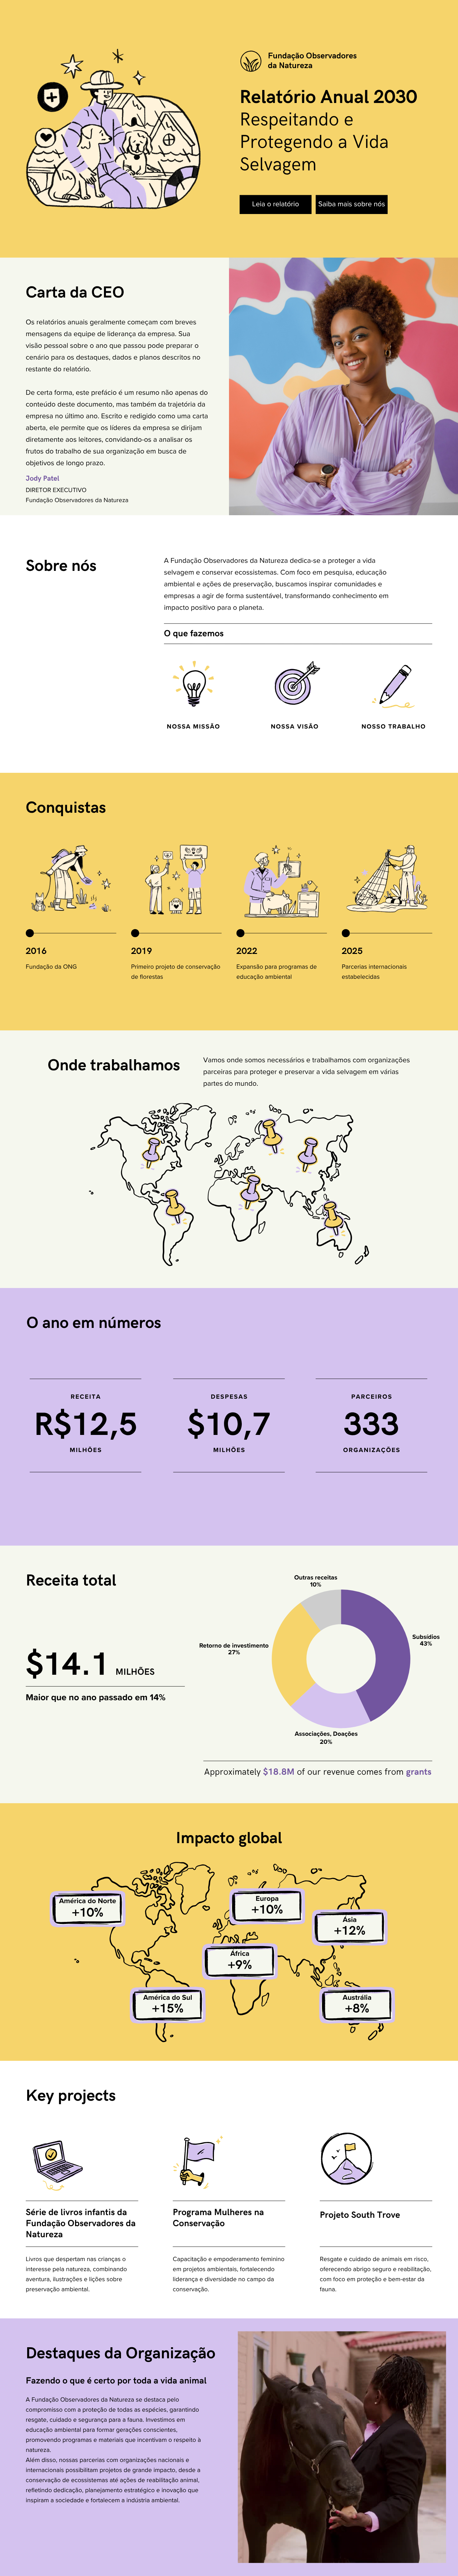 Fundação Observadores
da Natureza
Relatório Anual 2030
Respeitando e
Protegendo a Vida
Selvagem
Leia o relatório
Saiba mais sobre nós
Carta da CEO
Os relatórios anuais geralmente começam com breves
mensagens da equipe de liderança da empresa. Sua
visão pessoal sobre o ano que passou pode preparar o
cenário para os destaques, dados e planos descritos no
restante do relatório.
De certa forma, este prefácio é um resumo não apenas do
conteúdo deste documento, mas também da trajetória da
empresa no último ano. Escrito e redigido como uma carta
aberta, ele permite que os líderes da empresa se dirijam
diretamente aos leitores, convidando-os a analisar os
frutos do trabalho de sua organização em busca de
objetivos de longo prazo.
Jody Patel
DIRETOR EXECUTIVO
Fundação Observadores da Natureza
Sobre nós
A Fundação Observadores da Natureza dedica-se a proteger a vida
selvagem e conservar ecossistemas. Com foco em pesquisa, educação
ambiental e ações de preservação, buscamos inspirar comunidades e
empresas a agir de forma sustentável, transformando conhecimento em
impacto positivo para o planeta.
O que fazemos
NOSSA MISSÃO
NOSSA VISÃO
NOSSO TRABALHO
Conquistas
2016
Fundação da ONG
2019
Primeiro projeto de conservação
de florestas
2022
Expansão para programas de
educação ambiental
2025
Parcerias internacionais
estabelecidas
Onde trabalhamos
Vamos onde somos necessários e trabalhamos com organizações
parceiras para proteger e preservar a vida selvagem em várias
partes do mundo.
O ano em números
RECEITA
R$12,5
MILHÕES
DESPESAS
$10,7
MILHÕES
PARCEIROS
333
ORGANIZAÇÕES
Receita total
$14.1 MILHÕES
Maior que no ano passado em 14%
Outras receitas
10%
Subsídios
43%
Retorno de investimento
27%
Associações, Doações
20%
Approximately $18.8M of our revenue comes from grants
Impacto global
América do Norte
+10%
Europa
+10%
Ásia
+12%
África
+9%
América do Sul
+15%
Austrália
+8%
Key projects
Série de livros infantis da
Fundação Observadores da
Natureza
Livros que despertam nas crianças o
interesse pela natureza, combinando
aventura, ilustrações e lições sobre
preservação ambiental.
Programa Mulheres na
Conservação
Capacitação e empoderamento feminino
em projetos ambientais, fortalecendo
liderança e diversidade no campo da
conservação.
Projeto South Trove
Resgate e cuidado de animais em risco,
oferecendo abrigo seguro e reabilitação,
com foco em proteção e bem-estar da
fauna.
Destaques da Organização
Fazendo o que é certo por toda a vida animal
A Fundação Observadores da Natureza se destaca pelo
compromisso com a proteção de todas as espécies, garantindo
resgate, cuidado e segurança para a fauna. Investimos em
educação ambiental para formar gerações conscientes,
promovendo programas e materiais que incentivam o respeito à
natureza.
Além disso, nossas parcerias com organizações nacionais e
internacionais possibilitam projetos de grande impacto, desde a
conservação de ecossistemas até ações de reabilitação animal,
refletindo dedicação, planejamento estratégico e inovação que
inspiram a sociedade e fortalecem a indústria ambiental.